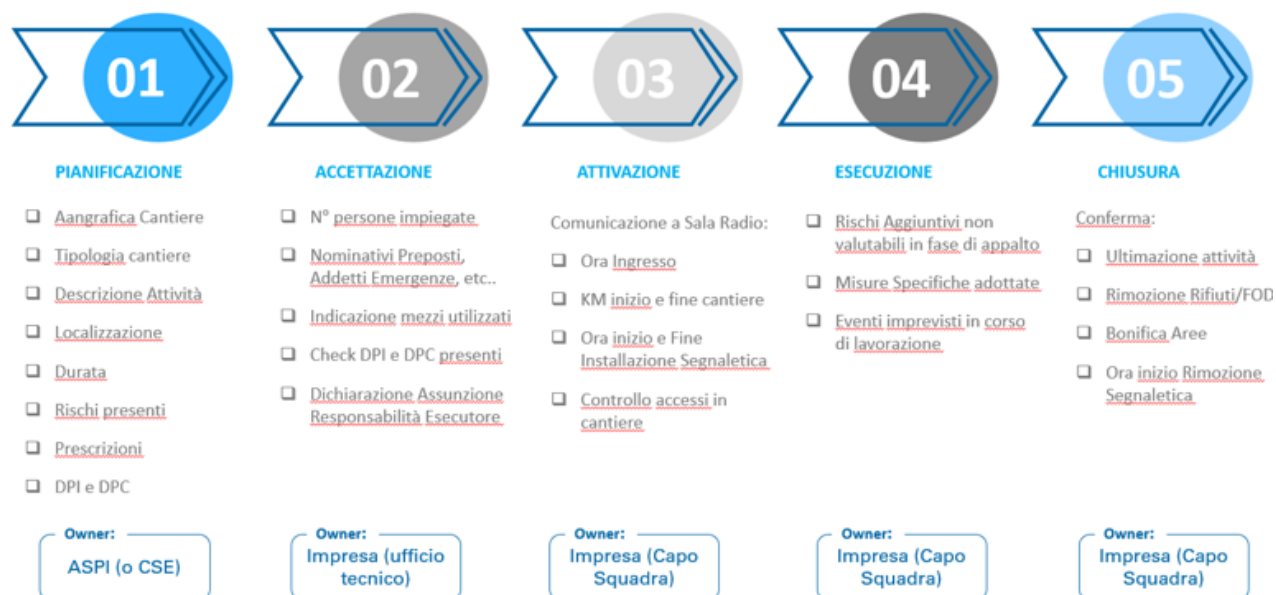 01
PIANIFICAZIONE
Aangrafica Cantiere
Tipologia cantiere
Descrizione Attività
Localizzazione
Durata
Rischi presenti
Prescrizioni
DPI e DPC
Owner:
ASPI (o CSE)
02
ACCETTAZIONE
N° persone impiegate
Nominativi Preposti,
Addetti Emergenze, etc..
Indicazione mezzi utilizzati
Check DPI e DPC presenti
Dichiarazione Assunzione
Responsabilità Esecutore
Owner:
Impresa (ufficio
tecnico)
03
ATTIVAZIONE
Comunicazione a Sala Radio:
Ora Ingresso
KM inizio e fine cantiere
Ora inizio e Fine
Installazione Segnaletica
Controllo accessi in
cantiere
Owner:
Impresa (Capo
Squadra)
04
ESECUZIONE
Rischi Aggiuntivi non
valutabili in fase di appalto
Misure Specifiche adottate
Eventi imprevisti in corso
di lavorazione
Owner:
Impresa (Capo
Squadra)
05
CHIUSURA
Conferma:
Ultimazione attività
Rimozione Rifiuti/FOD
Bonifica Aree
Ora inizio Rimozione
Segnaletica
Owner:
Impresa (Capo
Squadra)